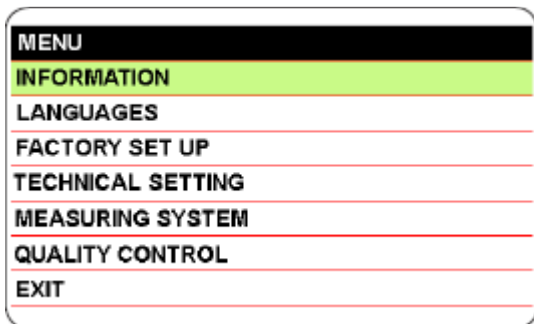 MENU
INFORMATION
LANGUAGES
FACTORY SET UP
TECHNICAL SETTING
MEASURING SYSTEM
QUALITY CONTROL
EXIT